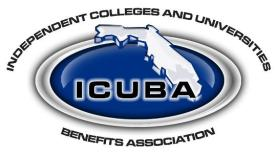 INDEPENDENT COLLEGES AND UNIVERSITIES
ICUBA
BENEFITS ASSOCIATION